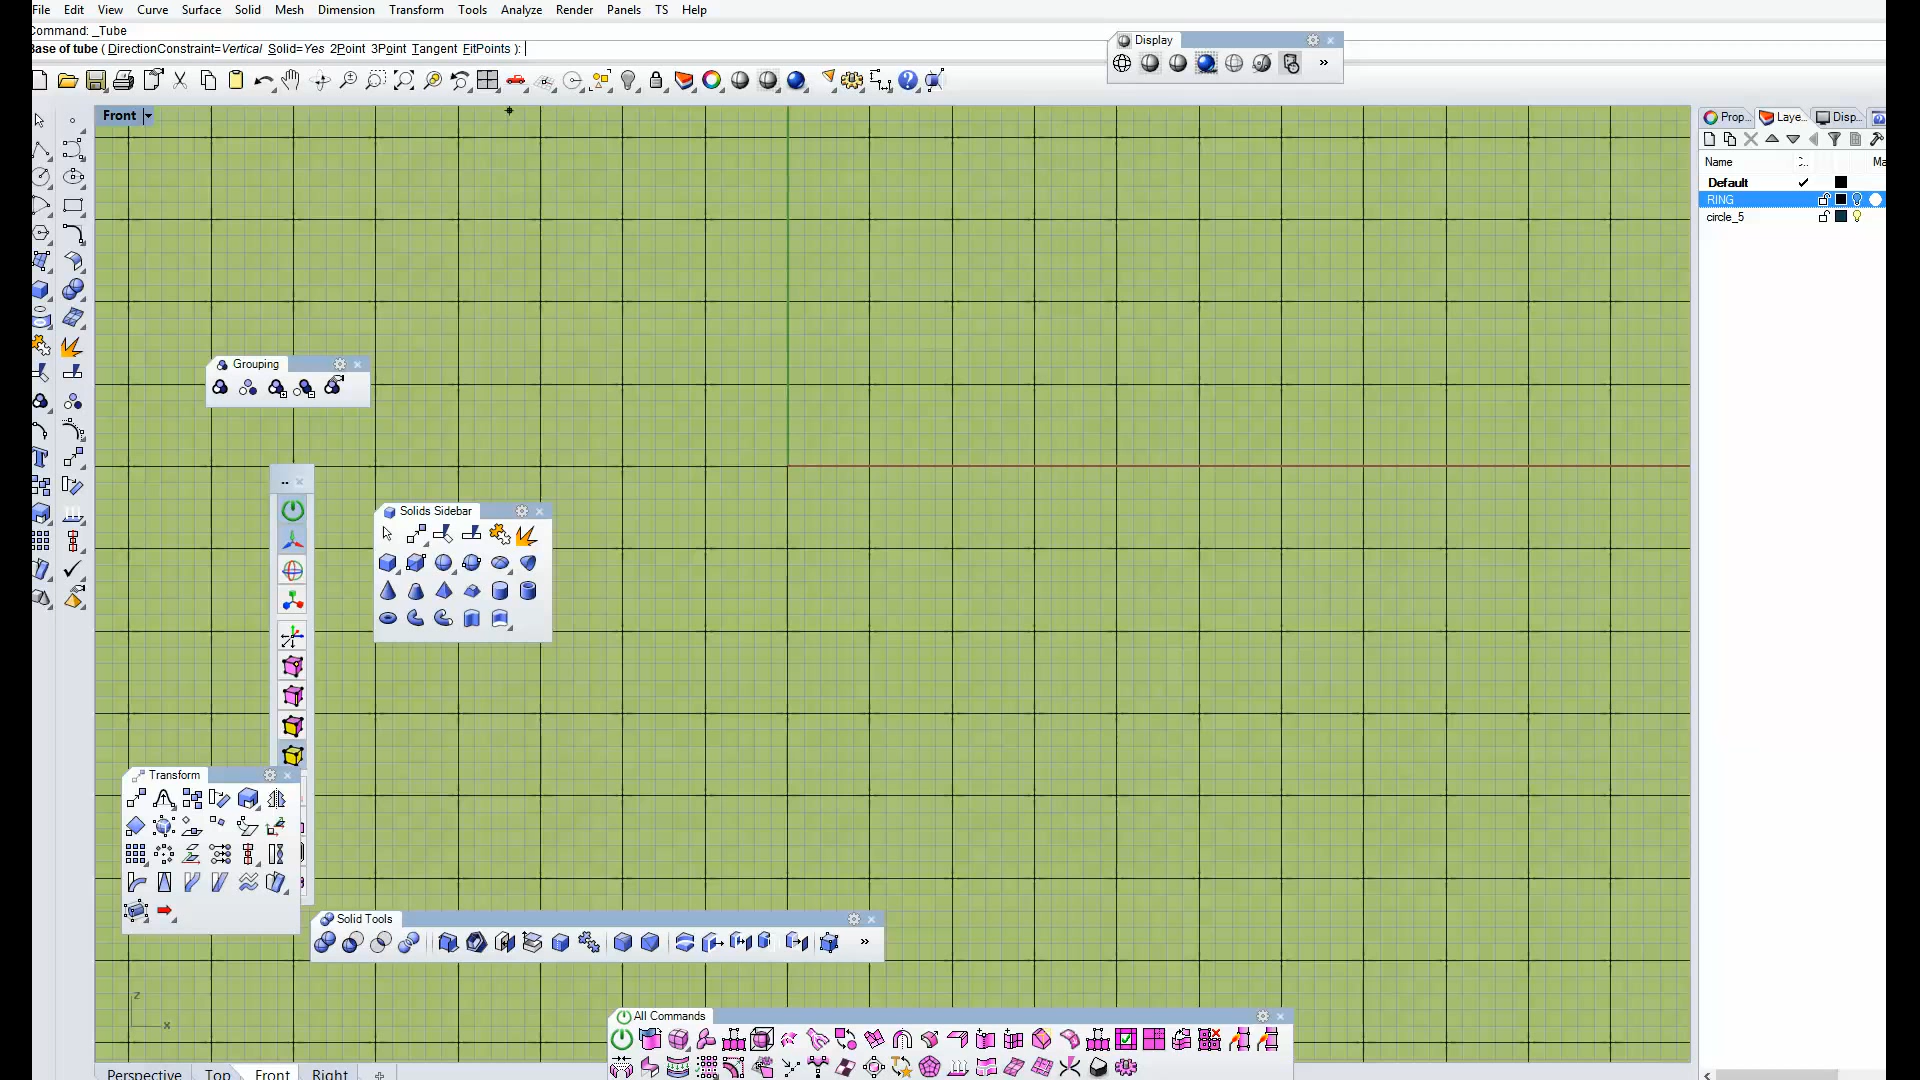 File Edit View Curve Surface Solid Mesh Dimension Transform Tools Analyze Render Panels TS Help
Command: _Tube
Base of tube ( DirectionConstraint=Vertical Solid=Yes 2Point 3Point Tangent FitPoints ):
Display
Front
Prop... Laye... Disp...
Name
Default
RING
circle_5
Grouping
Solids Sidebar
Transform
Solid Tools
z
x
All Commands
Perspective Top Front Right